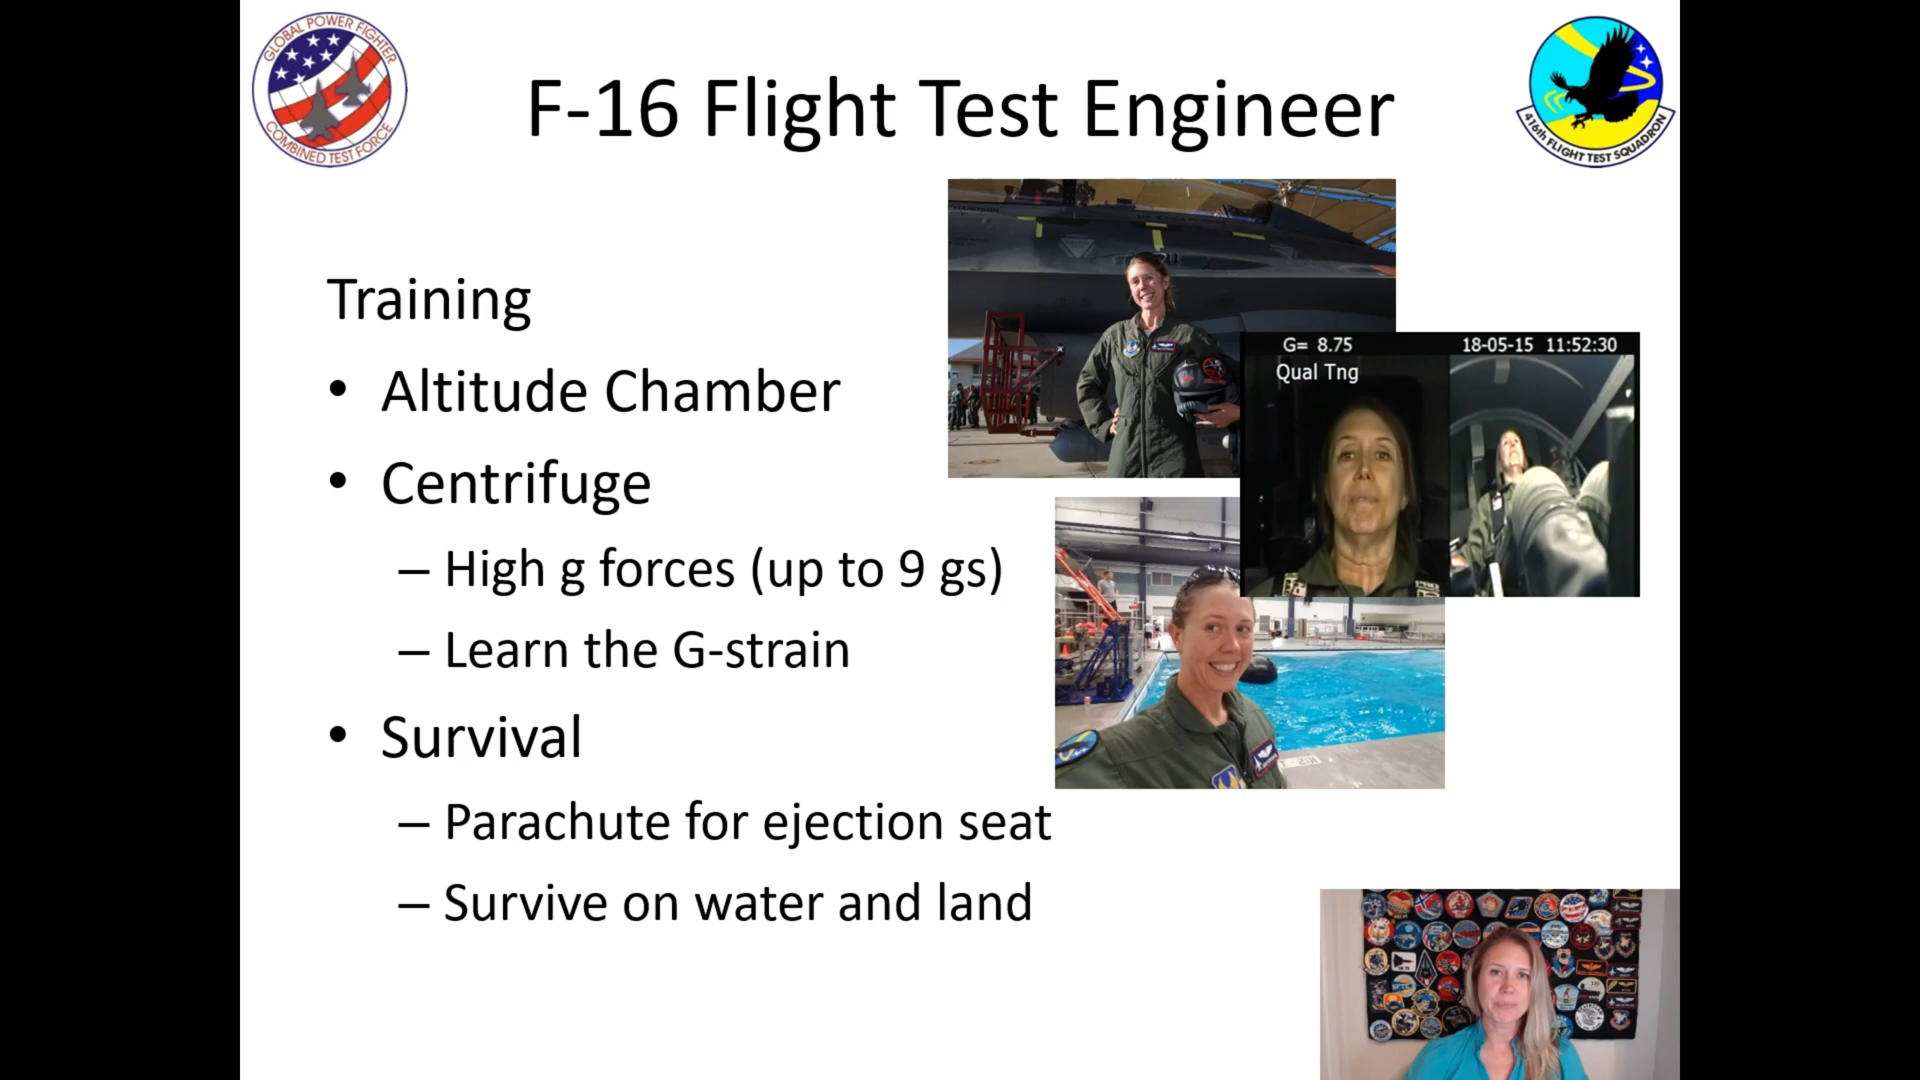 GLOBAL POWER FIGHTER
COMBINED TEST FORCE
F-16 Flight Test Engineer
416th FLIGHT TEST SQUADRON
Training
• Altitude Chamber
• Centrifuge
– High g forces (up to 9 gs)
– Learn the G-strain
• Survival
– Parachute for ejection seat
– Survive on water and land
G= 8.75
18-05-15 11:52:30
Qual Tng